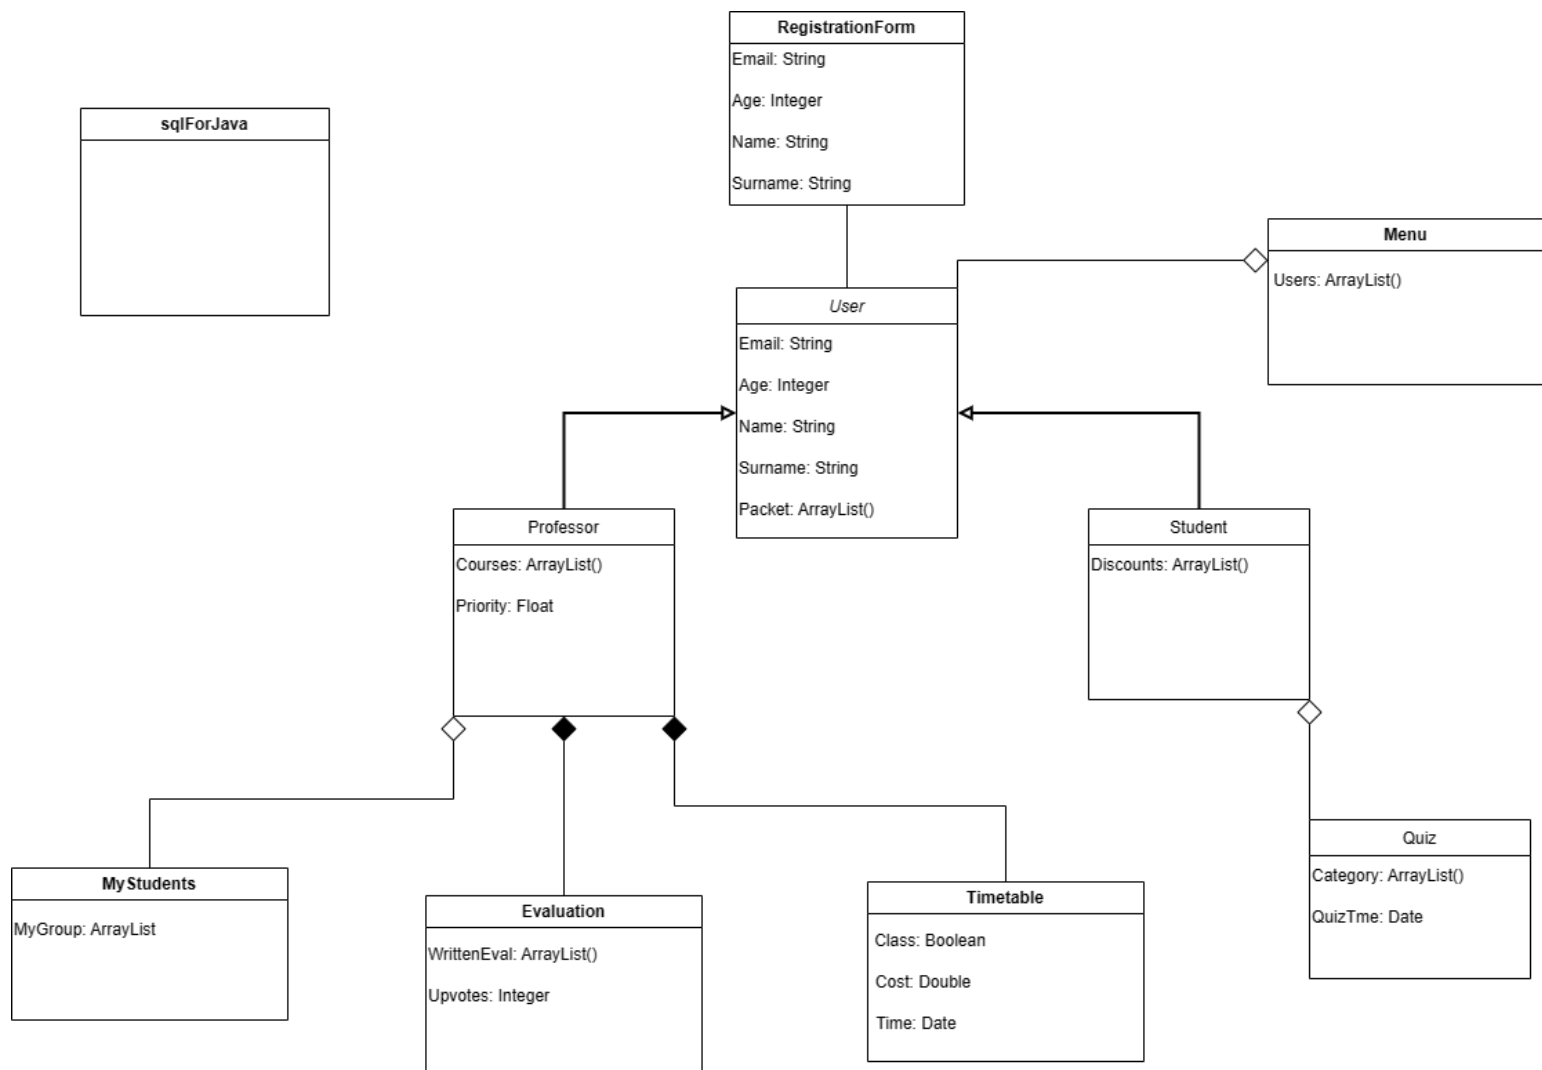 RegistrationForm
Email: String
Age: Integer
Name: String
Surname: String
sqlForJava
Menu
Users: ArrayList()
User
Email: String
Age: Integer
Name: String
Surname: String
Packet: ArrayList()
Professor
Courses: ArrayList()
Priority: Float
Student
Discounts: ArrayList()
MyStudents
MyGroup: ArrayList
Evaluation
WrittenEval: ArrayList()
Upvotes: Integer
Timetable
Class: Boolean
Cost: Double
Time: Date
Quiz
Category: ArrayList()
QuizTme: Date